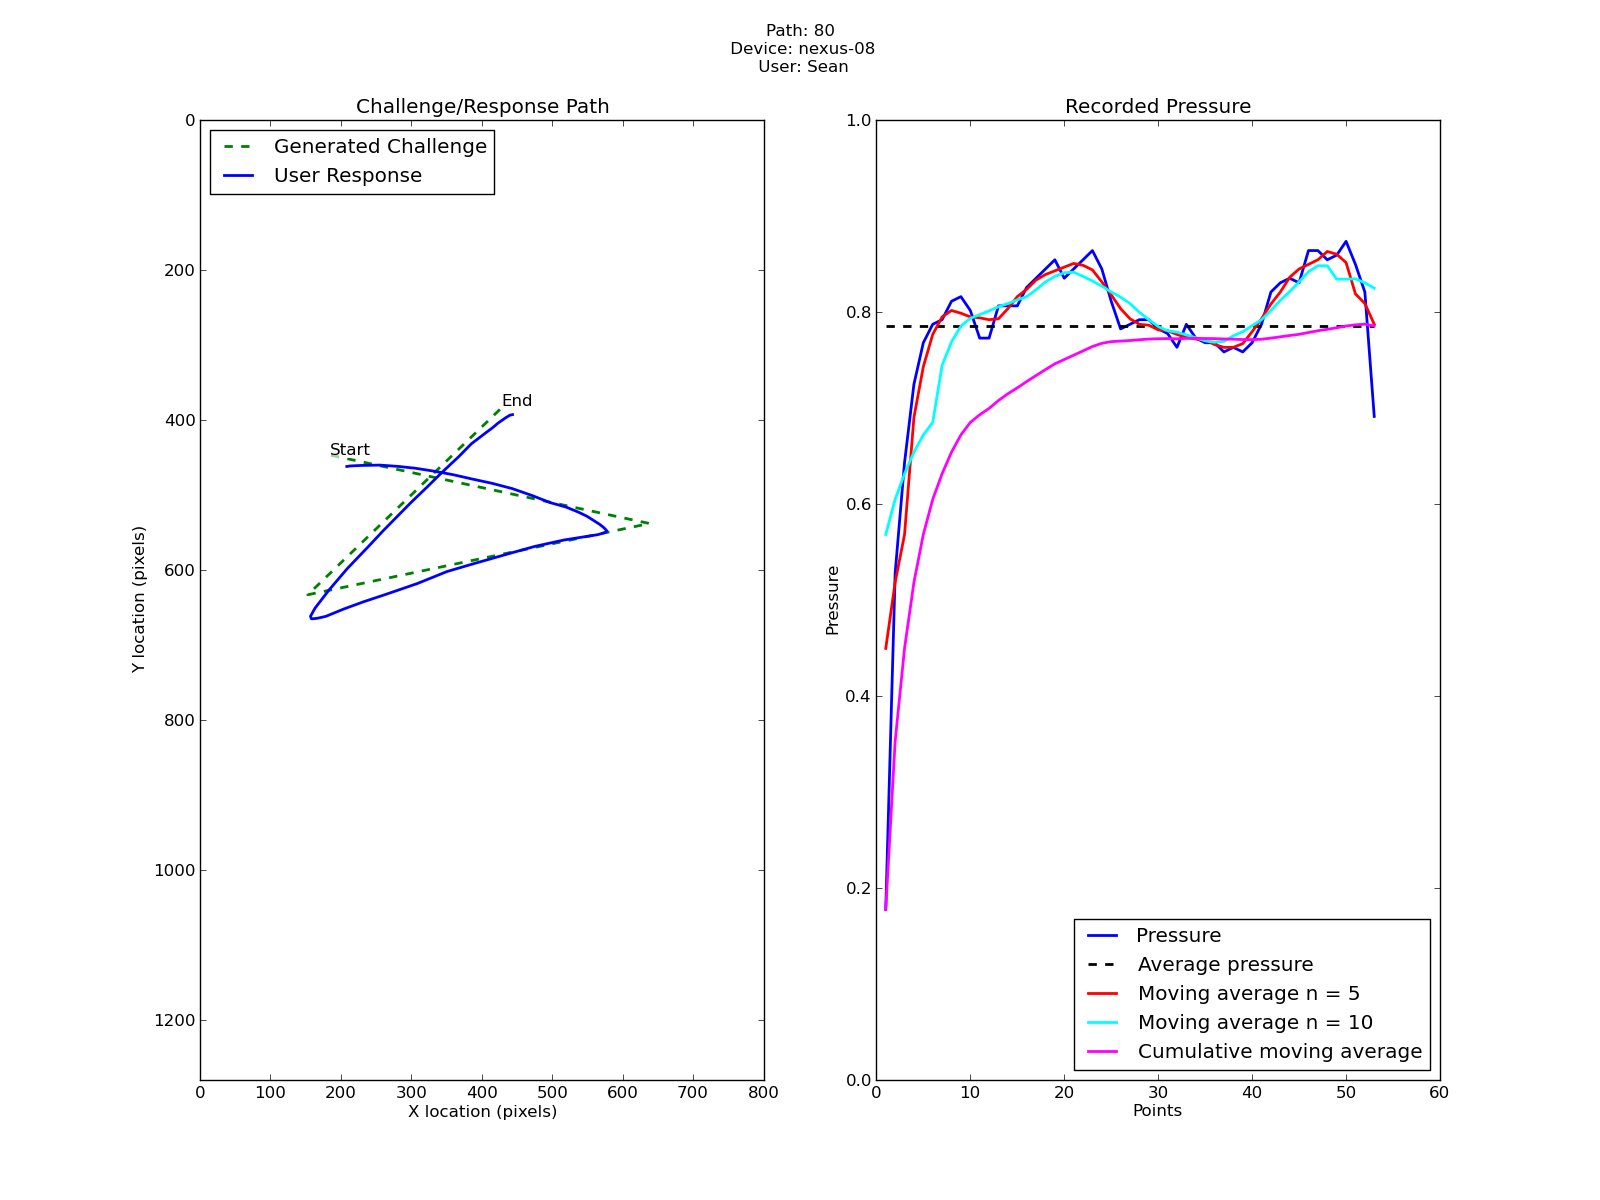 Path: 80
Device: nexus-08
User: Sean
Challenge/Response Path
Generated Challenge
User Response
Start
End
0
200
400
600
800
1000
1200
Y location (pixels)
0 100 200 300 400 500 600 700 800
X location (pixels)
Recorded Pressure
1.0
0.8
0.6
0.4
0.2
0.0
Pressure
Pressure
Average pressure
Moving average n = 5
Moving average n = 10
Cumulative moving average
0 10 20 30 40 50 60
Points